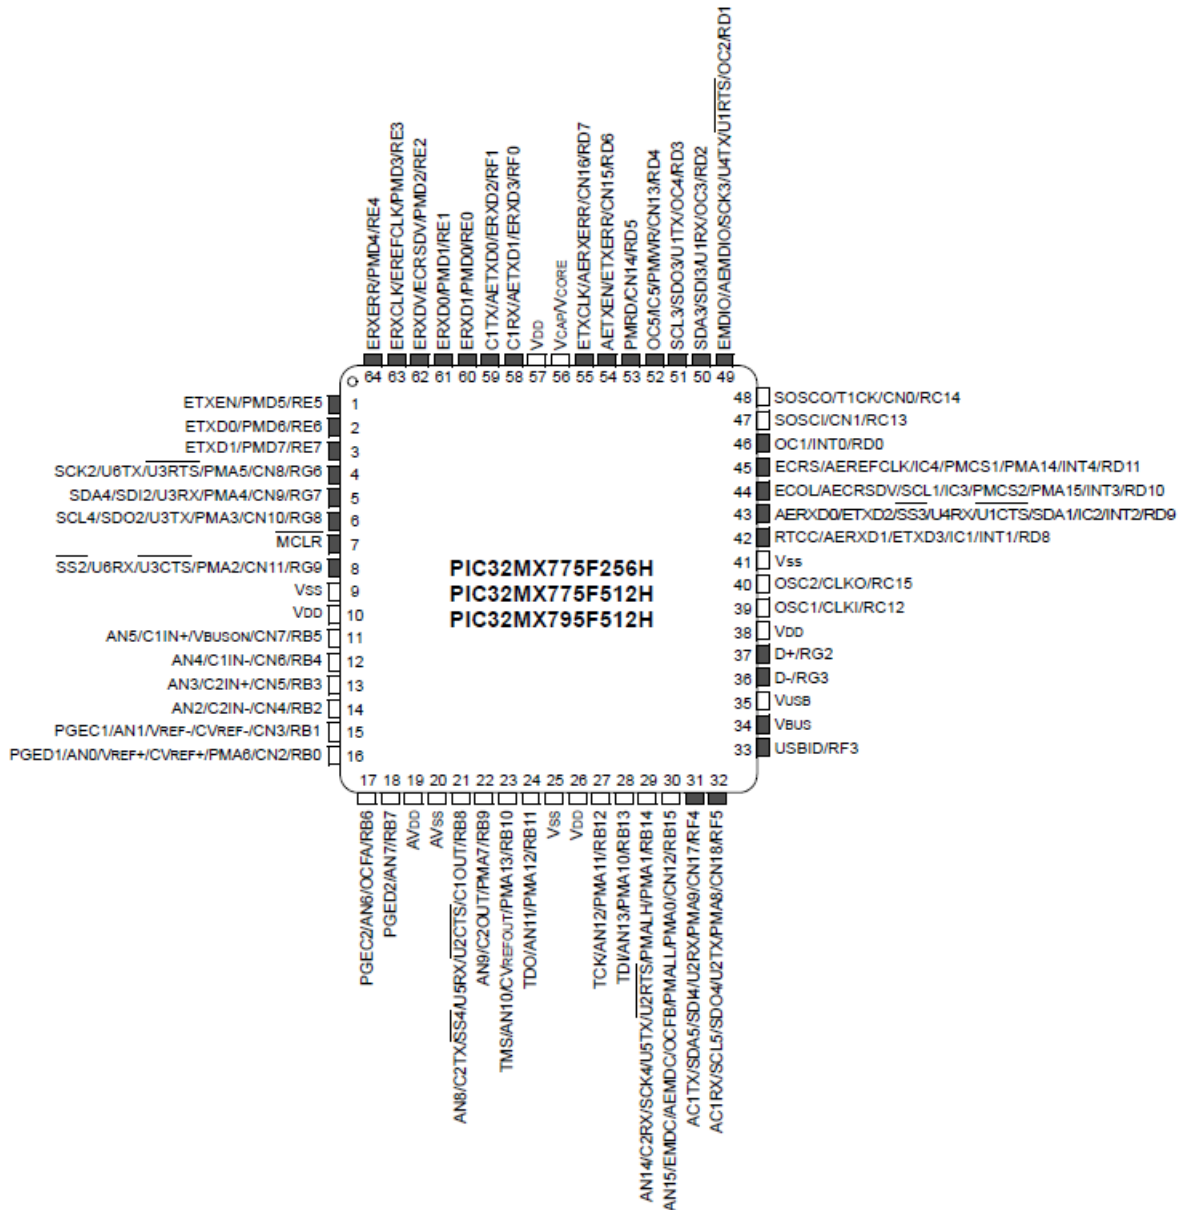 ERXERR/PMD4/RE4
ERXCLK/EREFCLK/PMD3/RE3
ERXDV/ECRSDV/PMD2/RE2
ERXD0/PMD1/RE1
ERXD1/PMD0/RE0
C1TX/AETXD0/ERXD2/RF1
C1RX/AETXD1/ERXD3/RF0
VDD
VCAP/VCORE
ETXCLK/AERXERR/CN16/RD7
AETXEN/ETXERR/CN15/RD6
PMRD/CN14/RD5
OC5/IC5/PMWR/CN13/RD4
SCL3/SDO3/U1TX/OC4/RD3
SDA3/SDI3/U1RX/OC3/RD2
EMDIO/AEMDIO/SCK3/U4TX/U1RTS/OC2/RD1
64 63 62 61 60 59 58 57 56 55 54 53 52 51 50 49
ETXEN/PMD5/RE5 1
ETXD0/PMD6/RE6 2
ETXD1/PMD7/RE7 3
SCK2/U6TX/U3RTS/PMA5/CN8/RG6 4
SDA4/SDI2/U3RX/PMA4/CN9/RG7 5
SCL4/SDO2/U3TX/PMA3/CN10/RG8 6
MCLR 7
SS2/U6RX/U3CTS/PMA2/CN11/RG9 8
VSS 9
VDD 10
AN5/C1IN+/VBUSON/CN7/RB5 11
AN4/C1IN-/CN6/RB4 12
AN3/C2IN+/CN5/RB3 13
AN2/C2IN-/CN4/RB2 14
PGEC1/AN1/VREF-/CVREF-/CN3/RB1 15
PGED1/AN0/VREF+/CVREF+/PMA6/CN2/RB0 16
PIC32MX775F256H
PIC32MX775F512H
PIC32MX795F512H
48 SOSCO/T1CK/CN0/RC14
47 SOSCI/CN1/RC13
46 OC1/INT0/RD0
45 ECRS/AEREFCLK/IC4/PMCS1/PMA14/INT4/RD11
44 ECOL/AECRSDV/SCL1/IC3/PMCS2/PMA15/INT3/RD10
43 AERXD0/ETXD2/SS3/U4RX/U1CTS/SDA1/IC2/INT2/RD9
42 RTCC/AERXD1/ETXD3/IC1/INT1/RD8
41 Vss
40 OSC2/CLKO/RC15
39 OSC1/CLKI/RC12
38 VDD
37 D+/RG2
36 D-/RG3
35 VUSB
34 VBUS
33 USBID/RF3
17 18 19 20 21 22 23 24 25 26 27 28 29 30 31 32
PGEC2/AN6/OCFA/RB6
PGED2/AN7/RB7
AVDD
AVSS
AN8/C2TX/SS4/U5RX/U2CTS/C1OUT/RB8
AN9/C2OUT/PMA7/RB9
TMS/AN10/CVREFOUT/PMA13/RB10
TDO/AN11/PMA12/RB11
VSS
VDD
TCK/AN12/PMA11/RB12
TDI/AN13/PMA10/RB13
AN14/C2RX/SCK4/U5TX/U2RTS/PMALH/PMA1/RB14
AN15/EMDC/AEMDC/OCFB/PMALL/PMA0/CN12/RB15
AC1TX/SDA5/SDI4/U2RX/PMA9/CN17/RF4
AC1RX/SCL5/SDO4/U2TX/PMA8/CN18/RF5